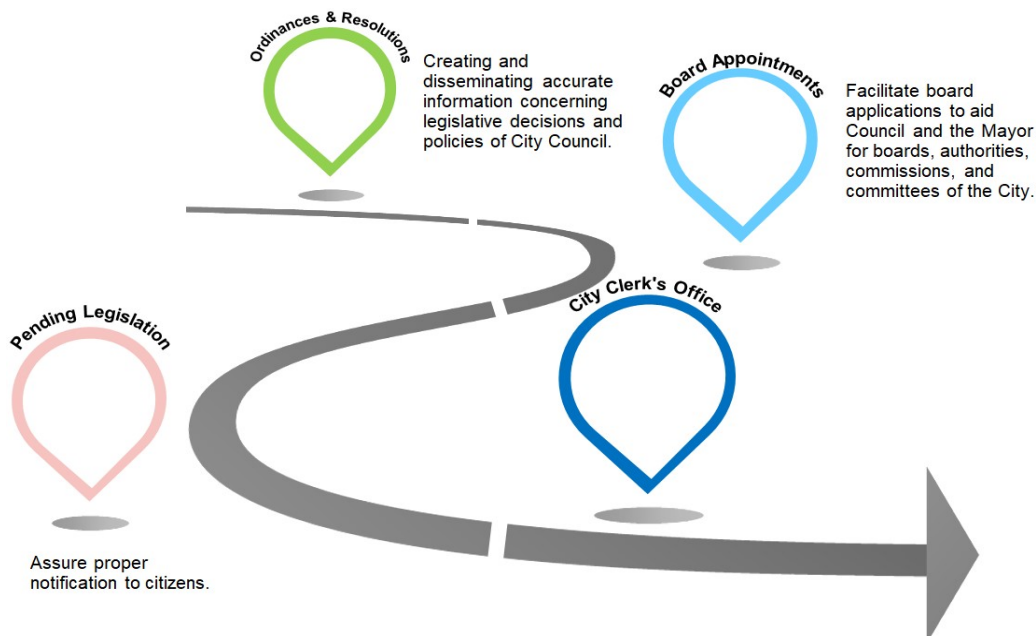 Ordinances & Resolutions
Creating and
disseminating accurate
information concerning
legislative decisions and
policies of City Council.
Board Appointments
Facilitate board
applications to aid
Council and the Mayor
for boards, authorities,
commissions, and
committees of the City.
Pending Legislation
Assure proper
notification to citizens.
City Clerk's Office